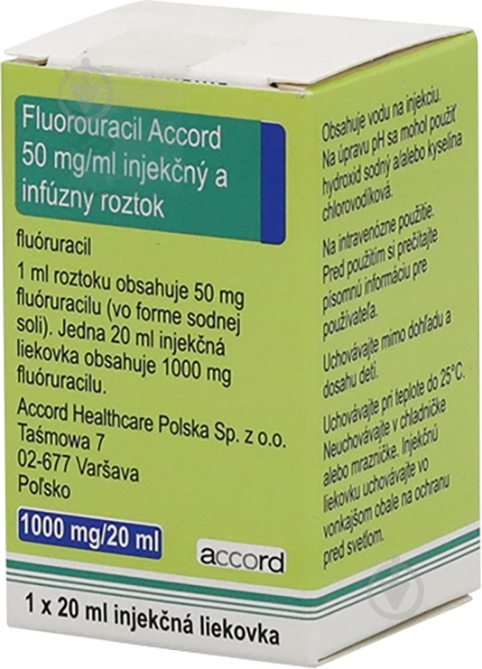 Fluorouracil Accord
50 mg/ml injekčný a
infúzny roztok
fluóruracil
1 ml roztoku obsahuje 50 mg
fluóruracilu (vo forme sodnej
soli). Jedna 20 ml injekčná
liekovka obsahuje 1000 mg
fluóruracilu.
Accord Healthcare Polska Sp. z o.o.
Taśmowa 7
02-677 Varšava
Poľsko
1000 mg/20 ml
accord
1 x 20 ml injekčná liekovka
Obsahuje vodu na injekciu.
Na úpravu pH sa mohol použiť
hydroxid sodný a/alebo kyselina
chlorovodíková.
Na intravenózne použitie.
Pred použitím si prečítajte
písomnú informáciu pre
používateľa.
Uchovávajte mimo dohľadu a
dosahu detí.
Uchovávajte pri teplote do 25°C.
Neuchovávajte v chladničke
alebo mrazničke. Injekčnú
liekovku uchovávajte vo
vonkajšom obale na ochranu
pred svetlom.